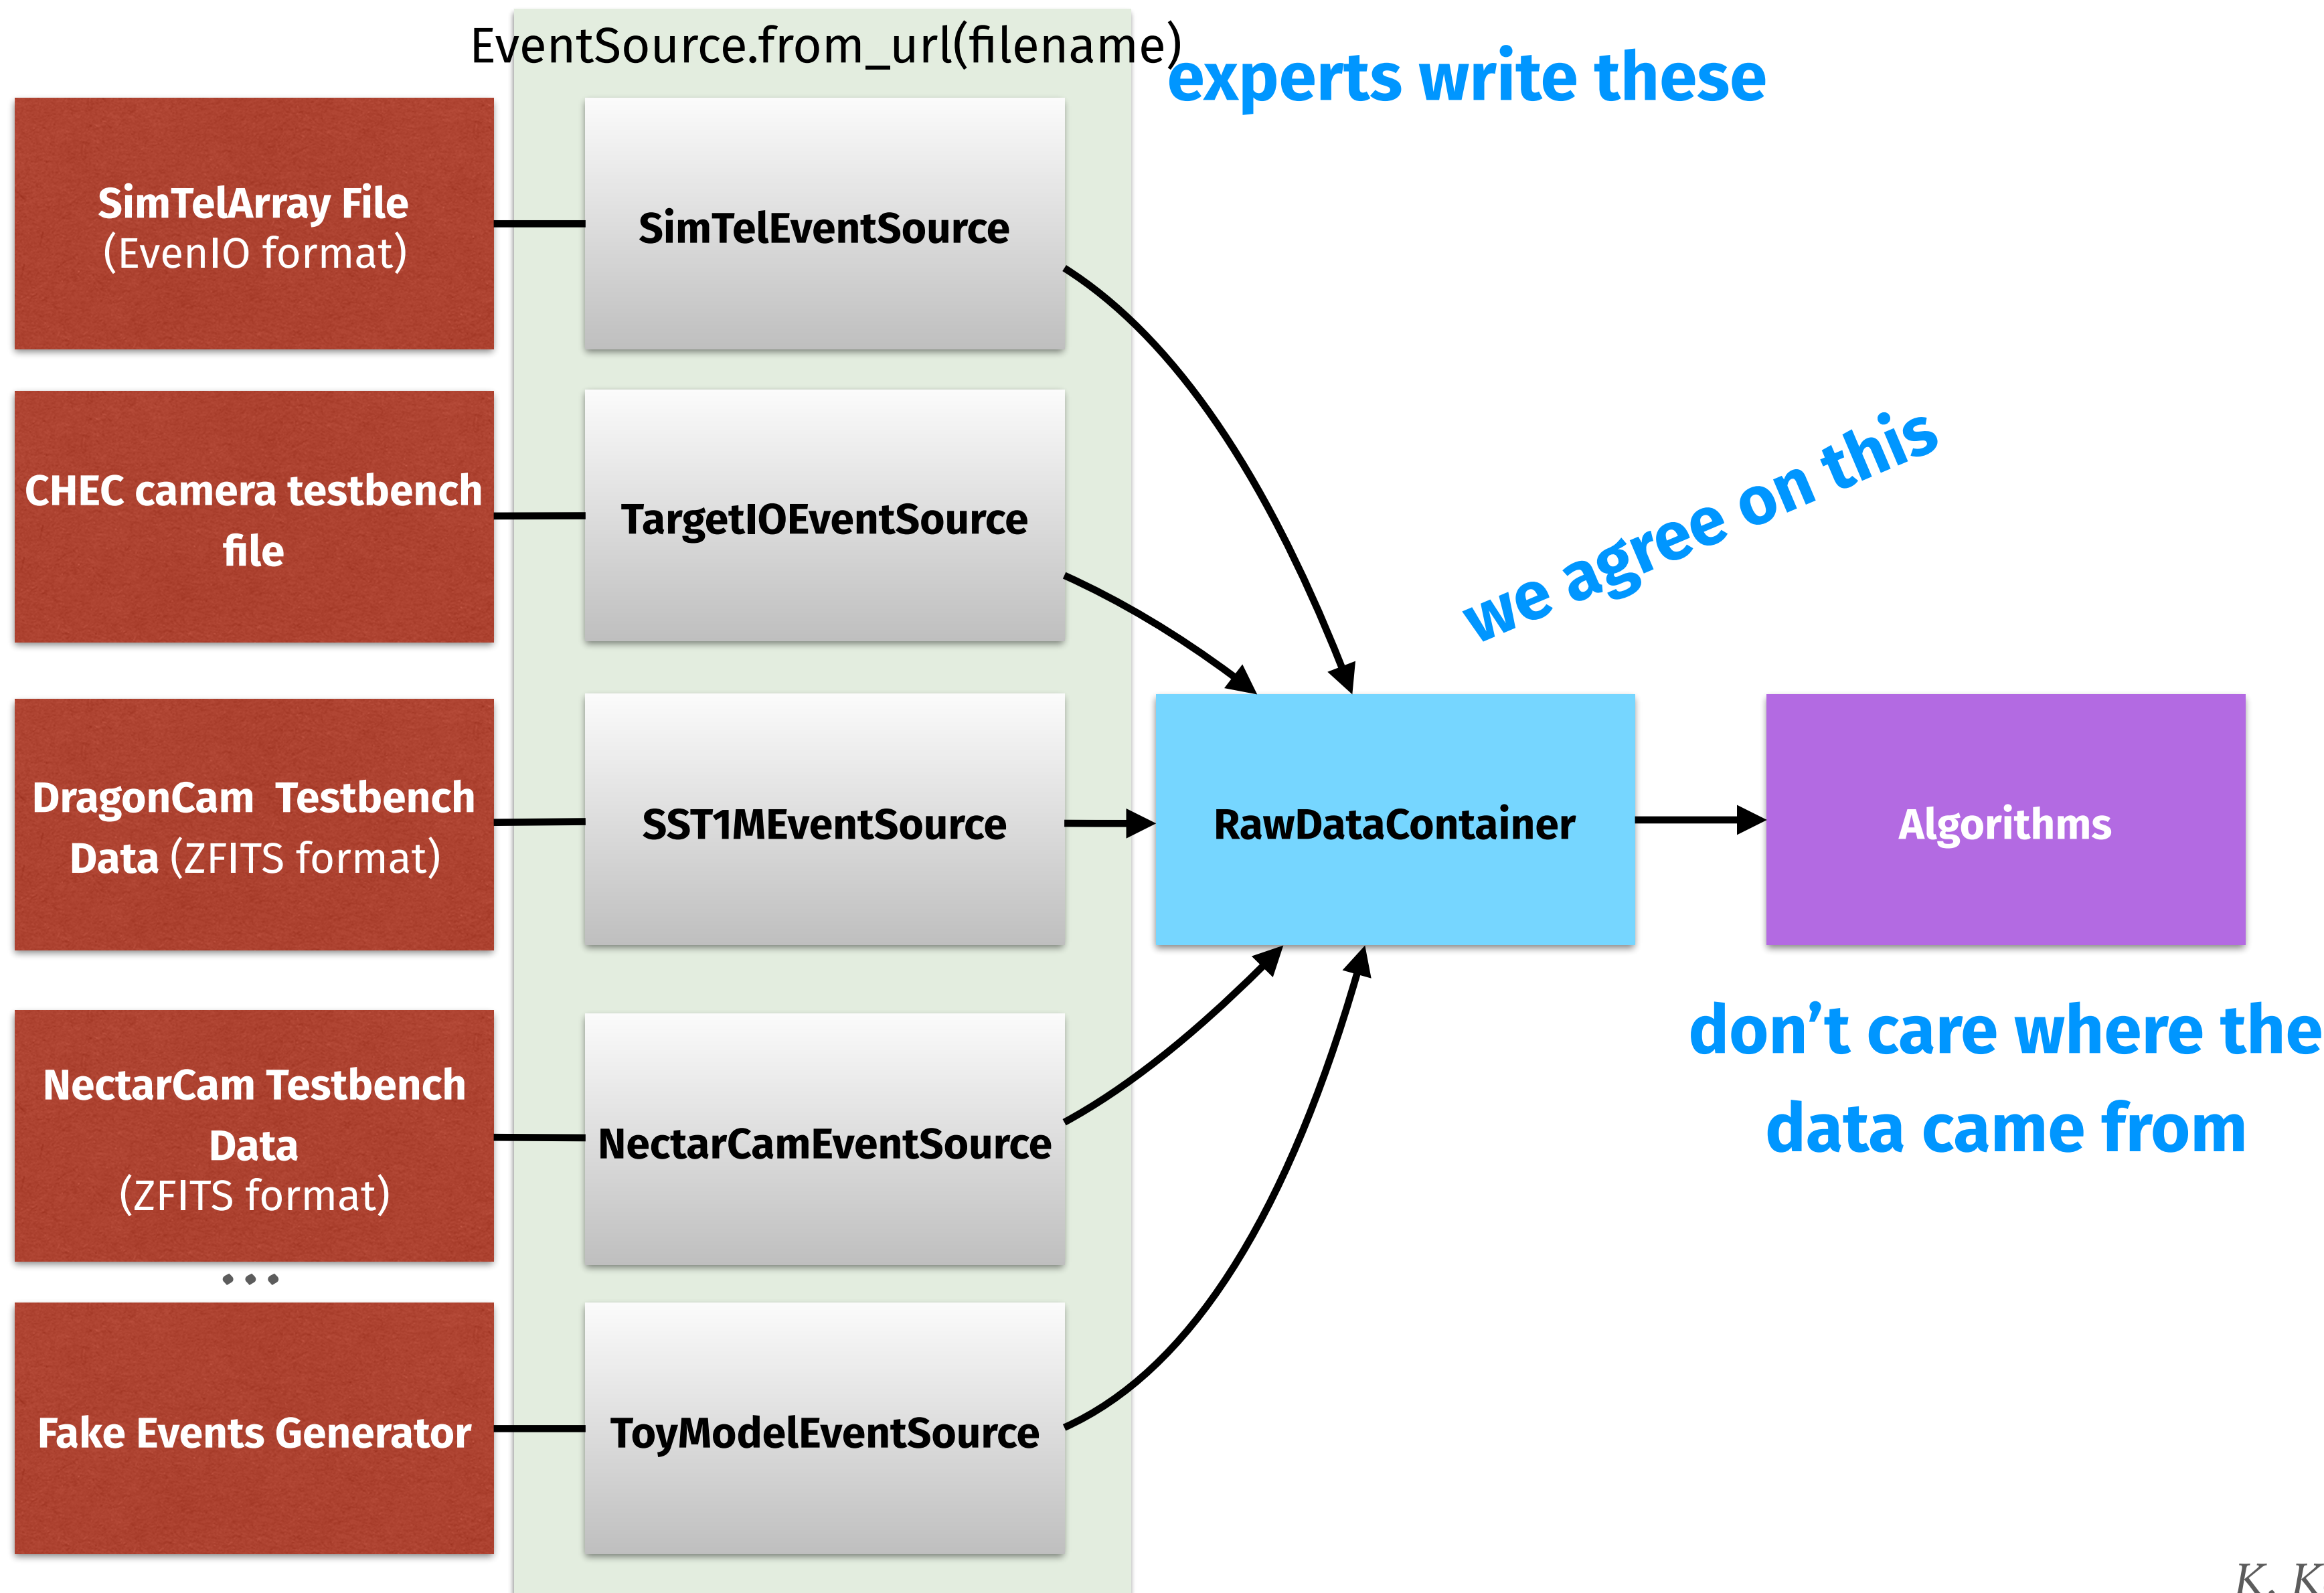 EventSource.from_url(filename)
experts write these
SimTelArray File
(EvenIO format)
SimTelEventSource
CHEC camera testbench
file
TargetIOEventSource
we agree on this
DragonCam Testbench
Data (ZFITS format)
SST1MEventSource
RawDataContainer
Algorithms
don't care where the
data came from
NectarCam Testbench
Data
(ZFITS format)
NectarCamEventSource
...
Fake Events Generator
ToyModelEventSource
K. K